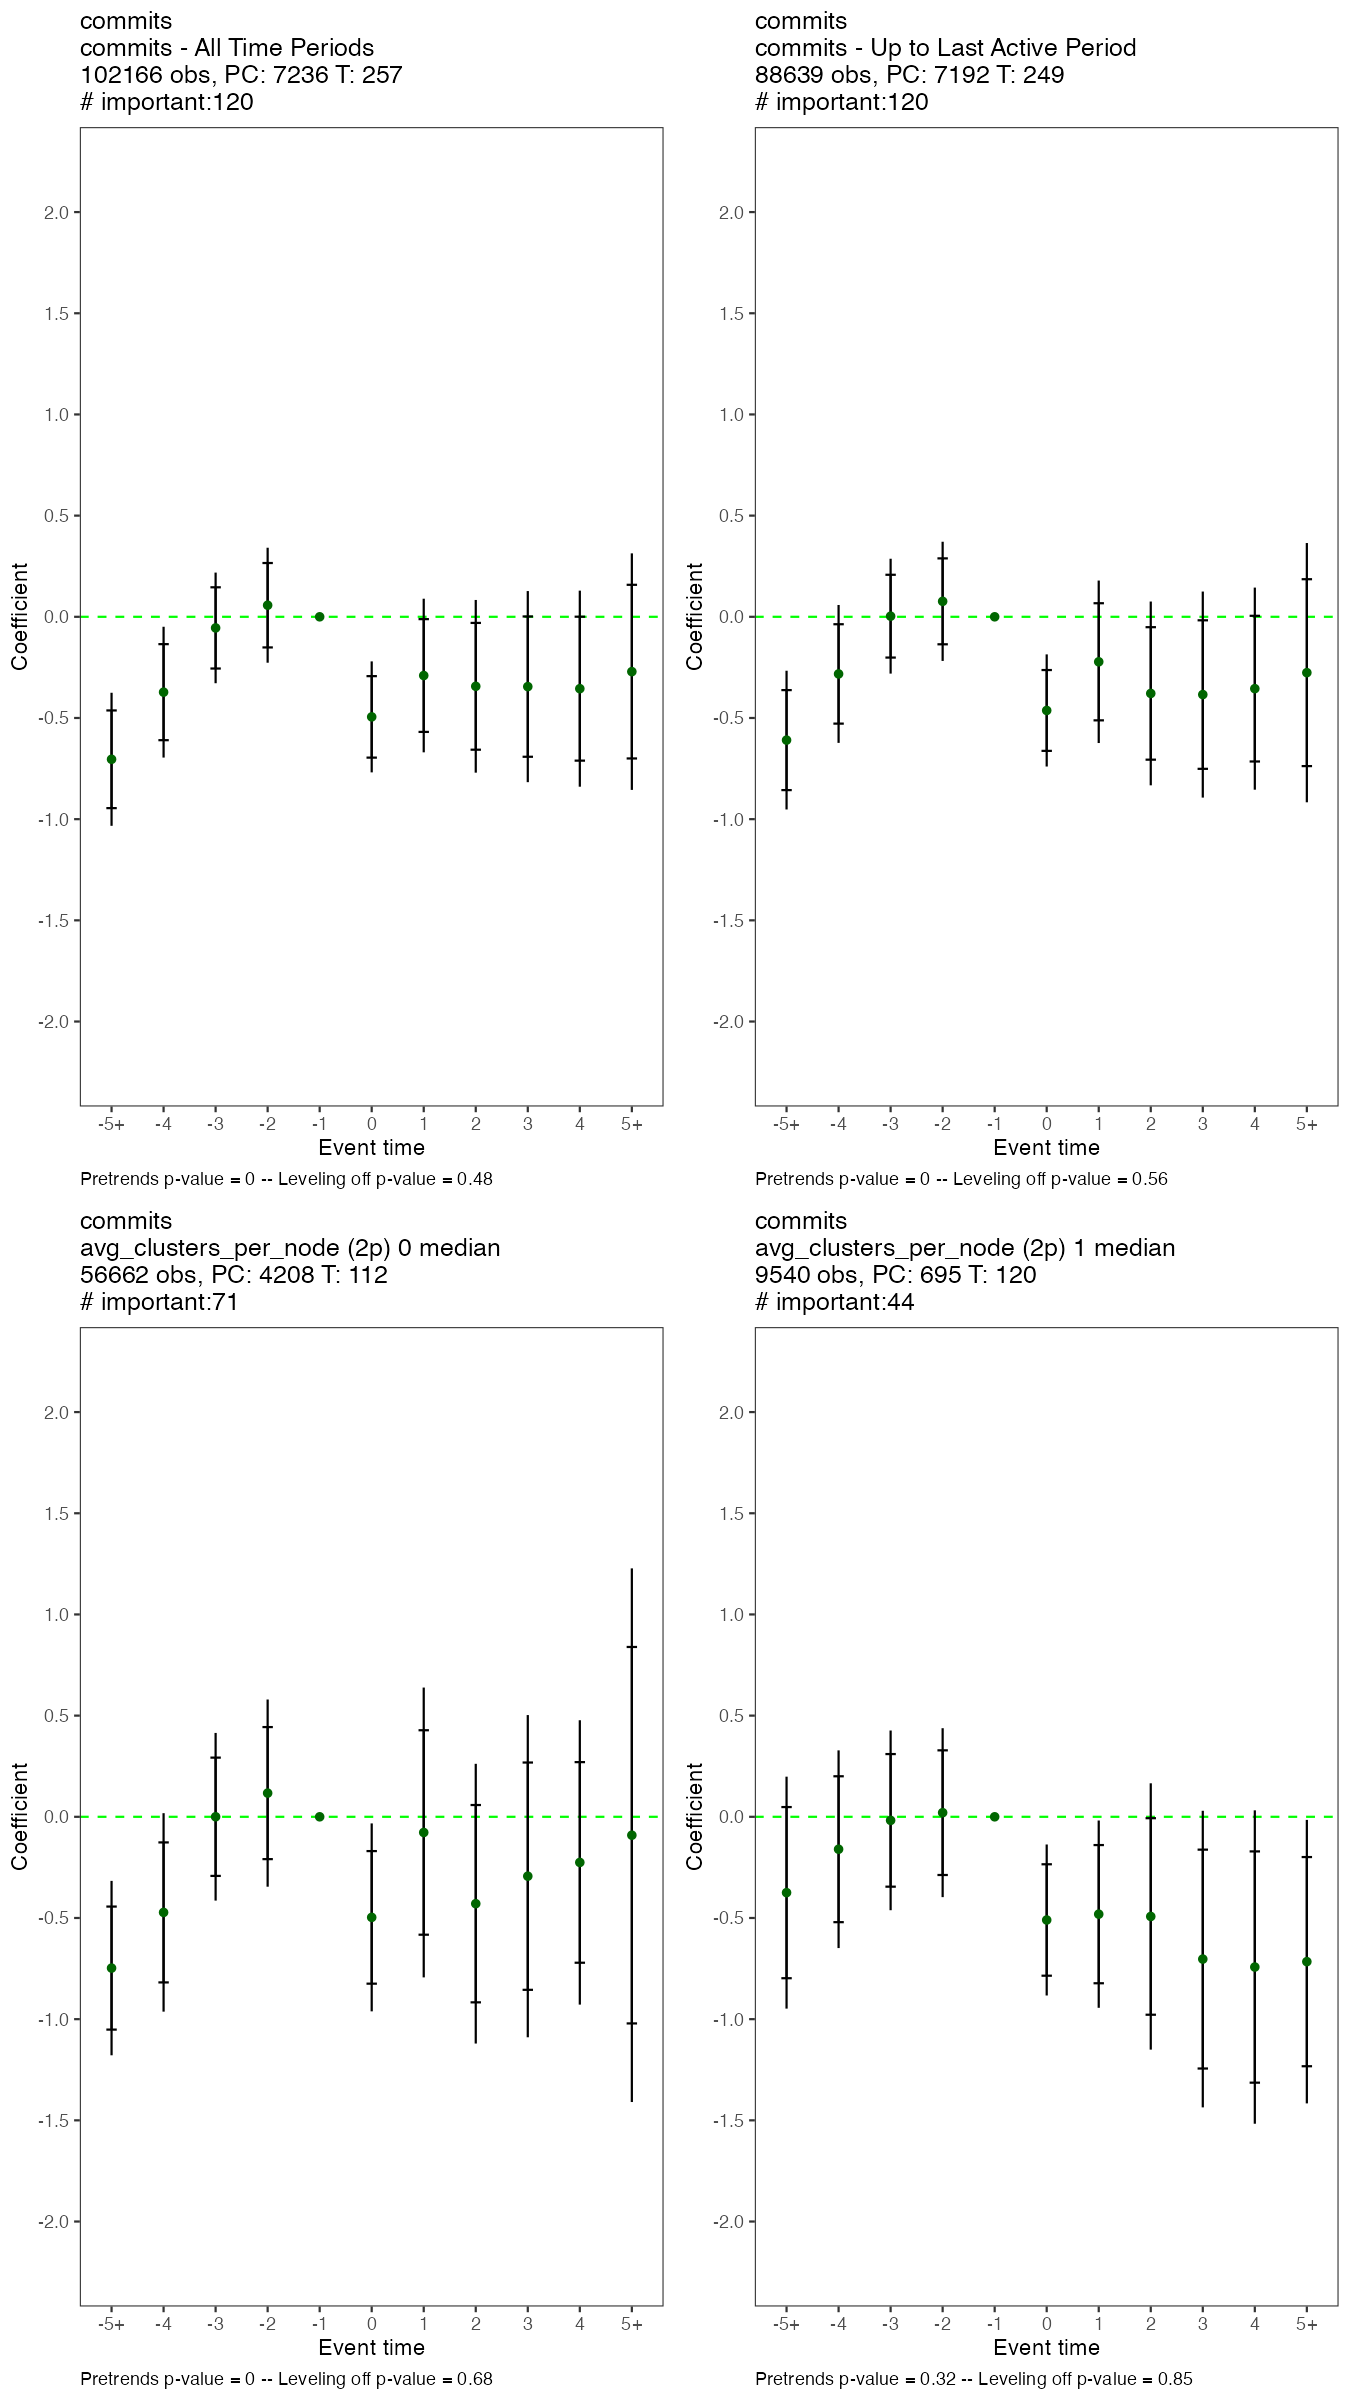 commits
commits - All Time Periods
102166 obs, PC: 7236 T: 257
# important:120
2.0
1.5
1.0
0.5
0.0
-0.5
-1.0
-1.5
-2.0
Coefficient
-5+ -4 -3 -2 -1 0 1 2 3 4 5+
Event time
Pretrends p-value = 0 -- Leveling off p-value = 0.48
commits
commits - Up to Last Active Period
88639 obs, PC: 7192 T: 249
# important:120
2.0
1.5
1.0
0.5
0.0
-0.5
-1.0
-1.5
-2.0
Coefficient
-5+ -4 -3 -2 -1 0 1 2 3 4 5+
Event time
Pretrends p-value = 0 -- Leveling off p-value = 0.56
commits
avg_clusters_per_node (2p) 0 median
56662 obs, PC: 4208 T: 112
# important:71
2.0
1.5
1.0
0.5
0.0
-0.5
-1.0
-1.5
-2.0
Coefficient
-5+ -4 -3 -2 -1 0 1 2 3 4 5+
Event time
Pretrends p-value = 0 -- Leveling off p-value = 0.68
commits
avg_clusters_per_node (2p) 1 median
9540 obs, PC: 695 T: 120
# important:44
2.0
1.5
1.0
0.5
0.0
-0.5
-1.0
-1.5
-2.0
Coefficient
-5+ -4 -3 -2 -1 0 1 2 3 4 5+
Event time
Pretrends p-value = 0.32 -- Leveling off p-value = 0.85